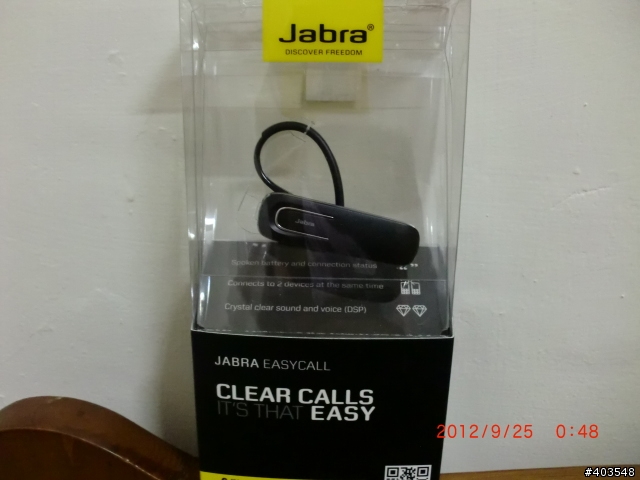 Jabra®
DISCOVER FREEDOM
Jabra
Spoken battery and connection status
Connects to 2 devices at the same time
Crystal clear sound and voice (DSP)
JABRA EASYCALL
CLEAR CALLS
IT'S THAT EASY
2012/9/25 0:48
#403548